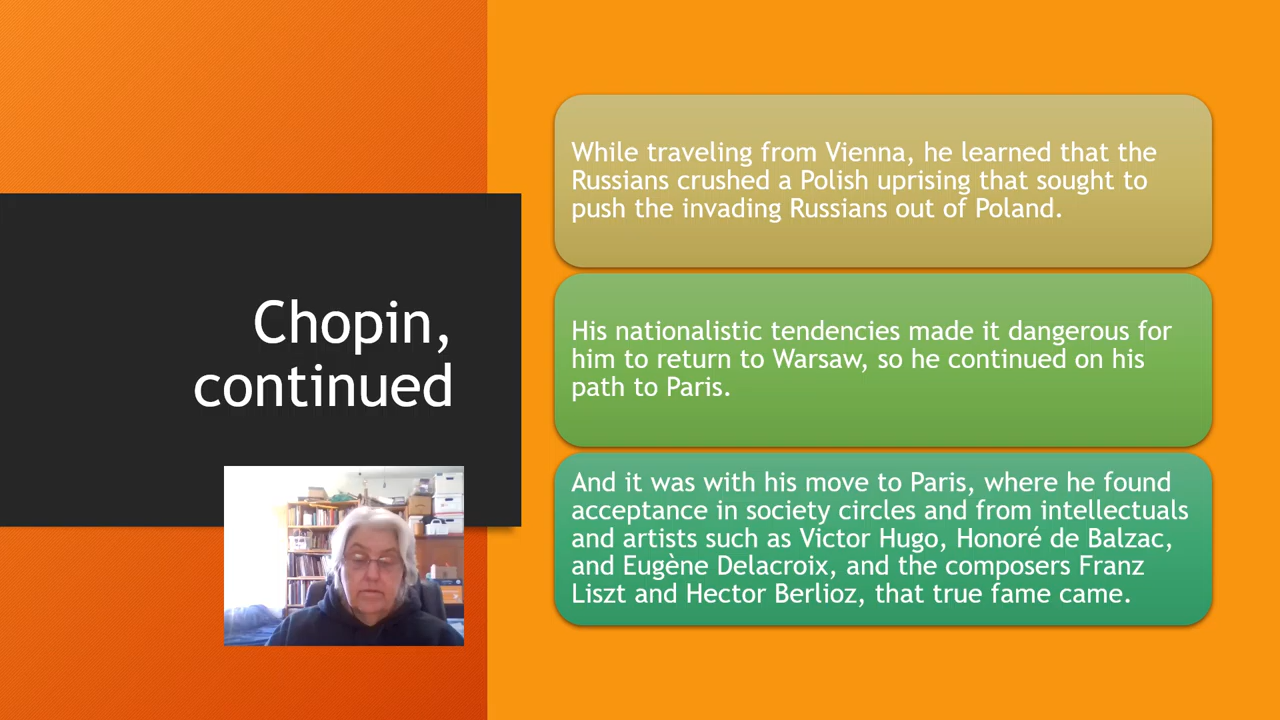 Chopin,
continued
While traveling from Vienna, he learned that the
Russians crushed a Polish uprising that sought to
push the invading Russians out of Poland.
His nationalistic tendencies made it dangerous for
him to return to Warsaw, so he continued on his
path to Paris.
And it was with his move to Paris, where he found
acceptance in society circles and from intellectuals
and artists such as Victor Hugo, Honoré de Balzac,
and Eugène Delacroix, and the composers Franz
Liszt and Hector Berlioz, that true fame came.